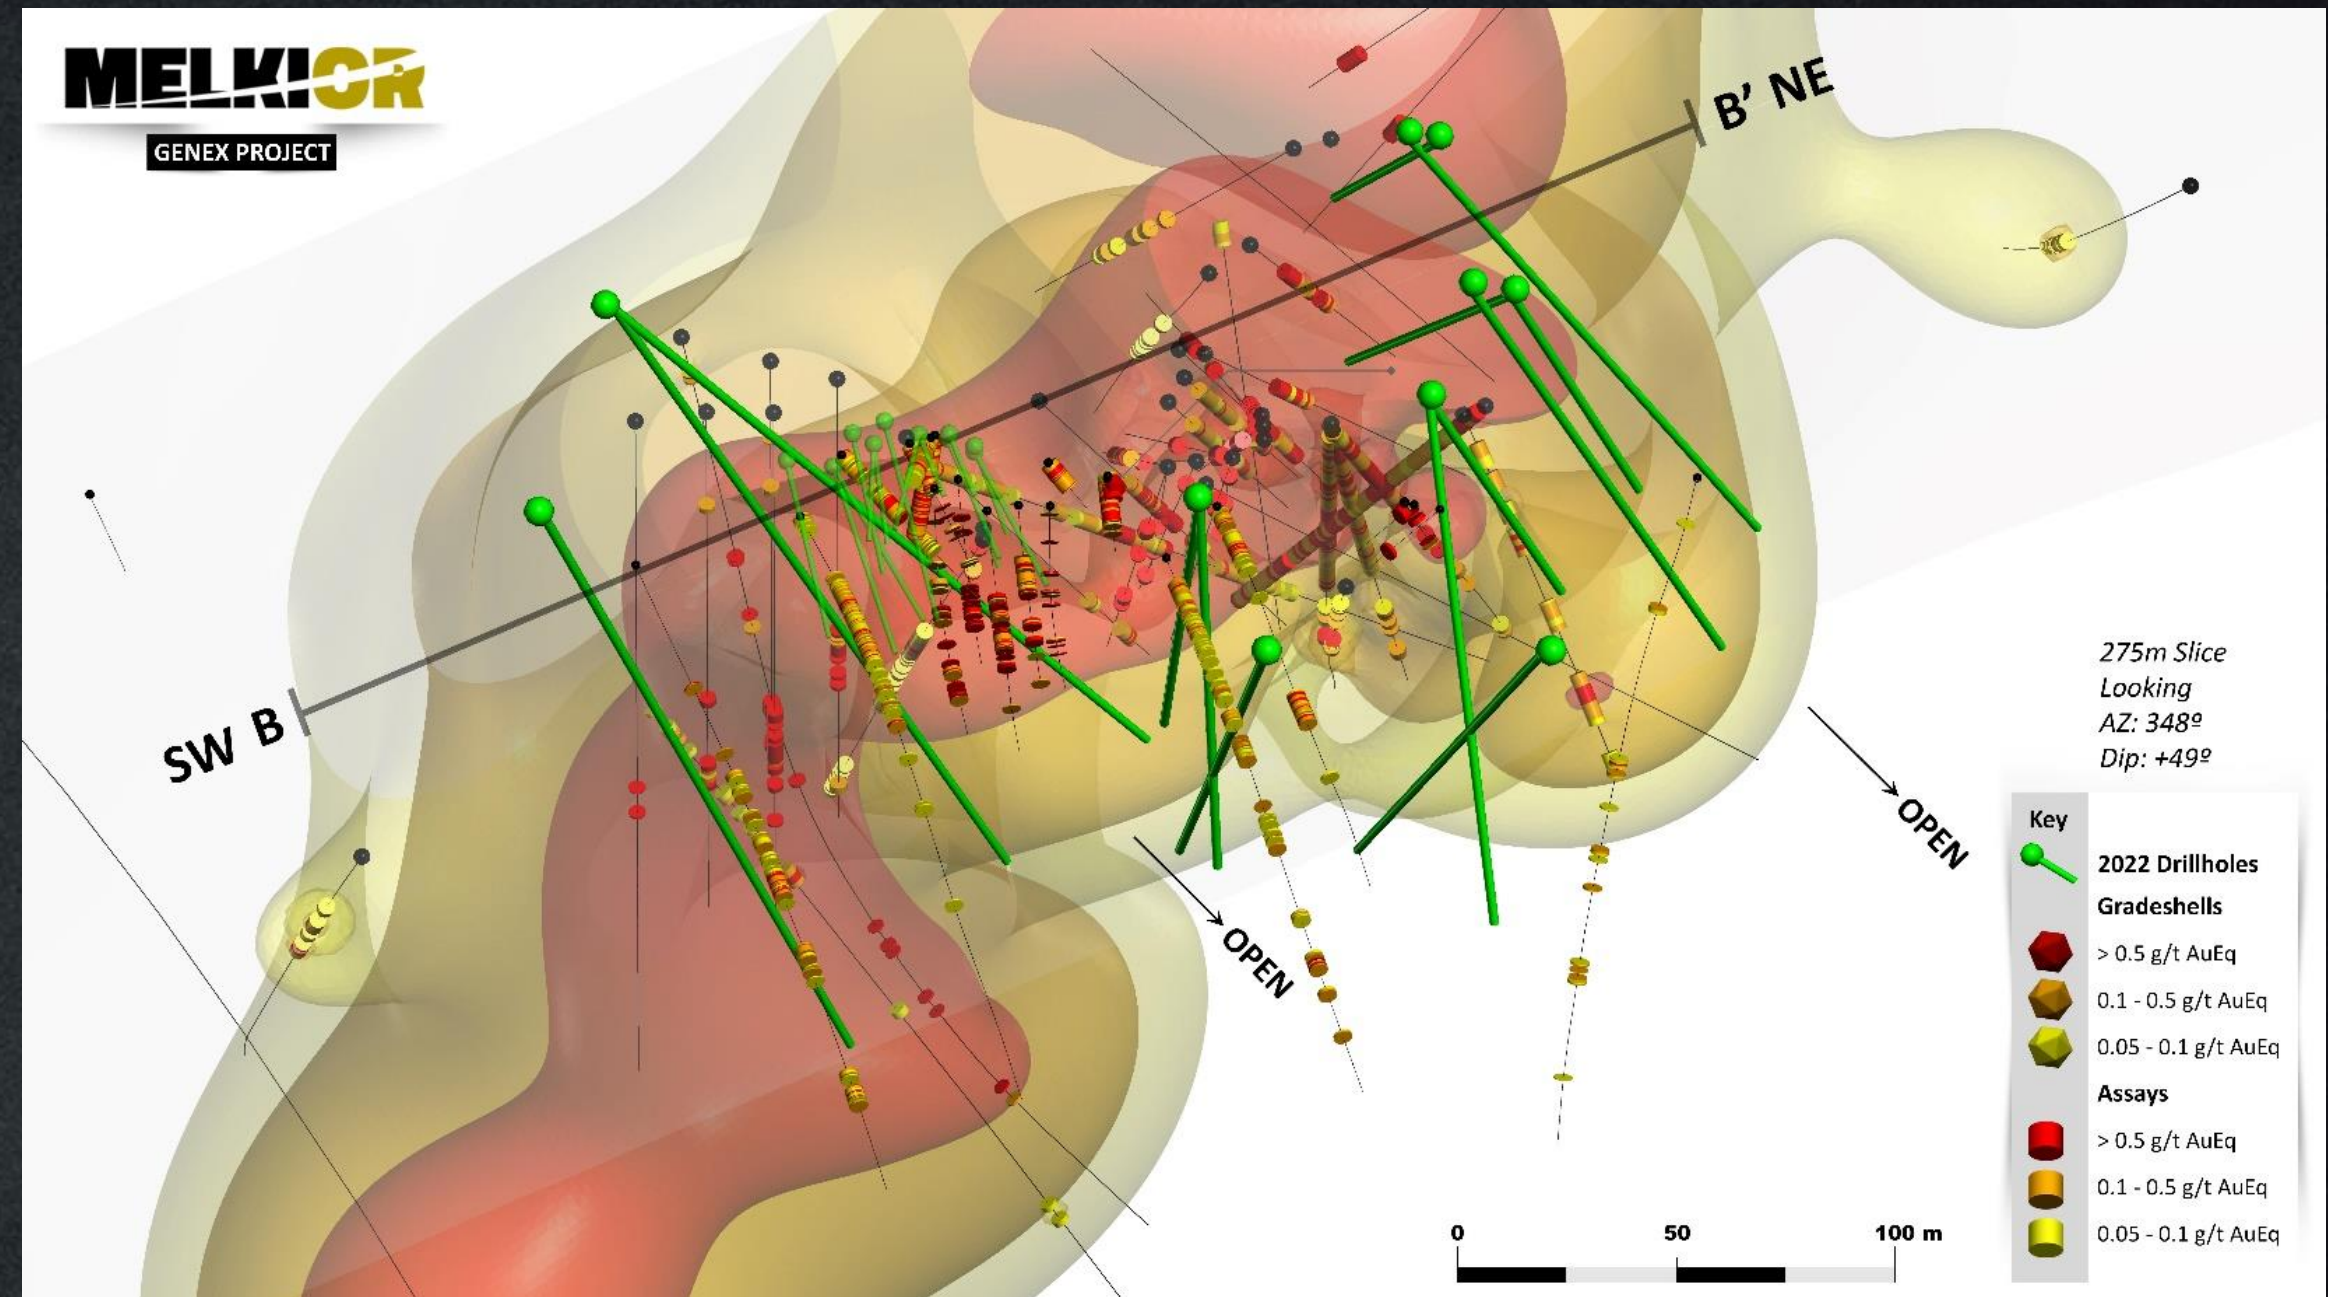 MELKIOR
GENEX PROJECT
B’ NE
SW B
OPEN
OPEN
275m Slice
Looking
AZ: 348º
Dip: +49º
Key
2022 Drillholes
Gradeshells
> 0.5 g/t AuEq
0.1 - 0.5 g/t AuEq
0.05 - 0.1 g/t AuEq
Assays
> 0.5 g/t AuEq
0.1 - 0.5 g/t AuEq
0.05 - 0.1 g/t AuEq
0 50 100 m